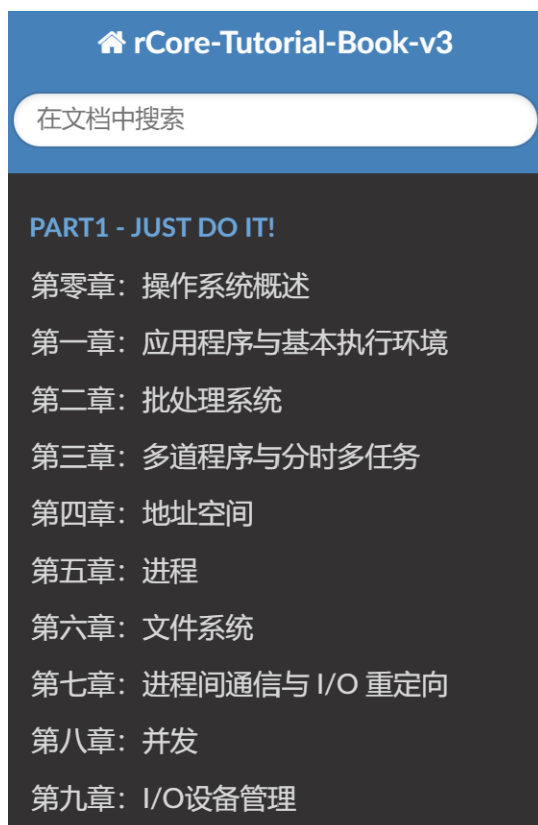 rCore-Tutorial-Book-v3
在文档中搜索
PART1 - JUST DO IT!
第零章：操作系统概述
第一章：应用程序与基本执行环境
第二章：批处理系统
第三章：多道程序与分时多任务
第四章：地址空间
第五章：进程
第六章：文件系统
第七章：进程间通信与 I/O 重定向
第八章：并发
第九章：I/O设备管理